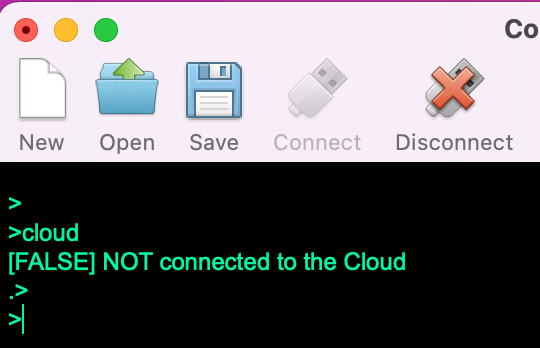 Co
New Open Save Connect Disconnect
>
>cloud
[FALSE] NOT connected to the Cloud
.>
>